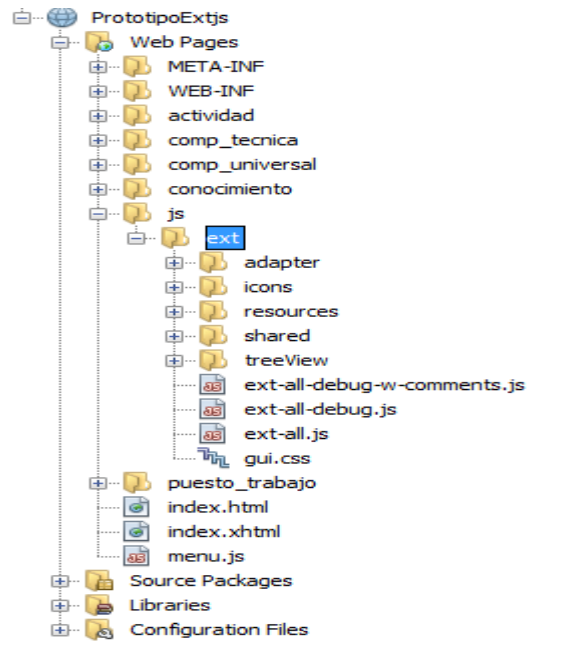 PrototipoExtjs
Web Pages
META-INF
WEB-INF
actividad
comp_tecnica
comp_universal
conocimiento
js
ext
adapter
icons
resources
shared
treeView
ext-all-debug-w-comments.js
ext-all-debug.js
ext-all.js
gui.css
puesto_trabajo
index.html
index.xhtml
menu.js
Source Packages
Libraries
Configuration Files